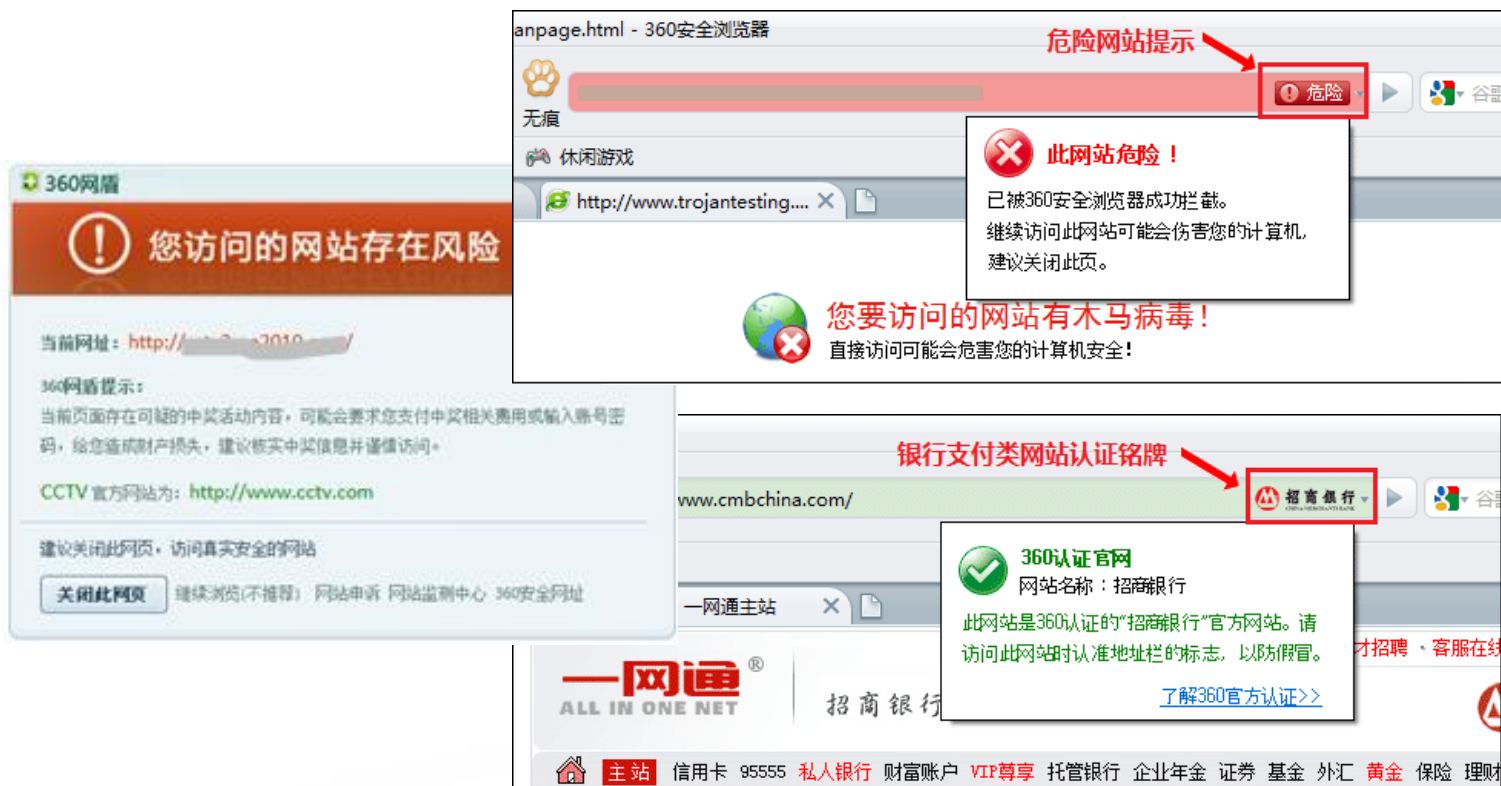 360网盾
您访问的网站存在风险
当前网址：http://
2010
360网盾提示：
当前页面存在可疑的中奖活动内容，可能会要求您支付中奖相关费用或输入账号密
码，给您造成财产损失，建议核实中奖信息并谨慎访问。
CCTV 官方网站为：http://www.cctv.com
建议关闭此网页，访问真实安全的网站
关闭此网页 继续浏览(不推荐) 网站申诉 网站监测中心 360安全网址
anpage.html - 360安全浏览器
危险网站提示
无痕
危险
谷歌
休闲游戏
http://www.trojantesting....
此网站危险！
已被360安全浏览器成功拦截。
继续访问此网站可能会伤害您的计算机,
建议关闭此页。
您要访问的网站有木马病毒！
直接访问可能会危害您的计算机安全!
银行支付类网站认证铭牌
www.cmbchina.com/
招商银行
CHINA MERCHANTS BANK
谷歌
一网通主站
360认证官网
网站名称：招商银行
此网站是360认证的“招商银行”官方网站。请
访问此网站时认准地址栏的标志，以防假冒。
了解360官方认证>>
才招聘 · 客服在线
一网通®
ALL IN ONE NET
招商银行
主站 信用卡 95555 私人银行 财富账户 VIP尊享 托管银行 企业年金 证券 基金 外汇 黄金 保险 理财